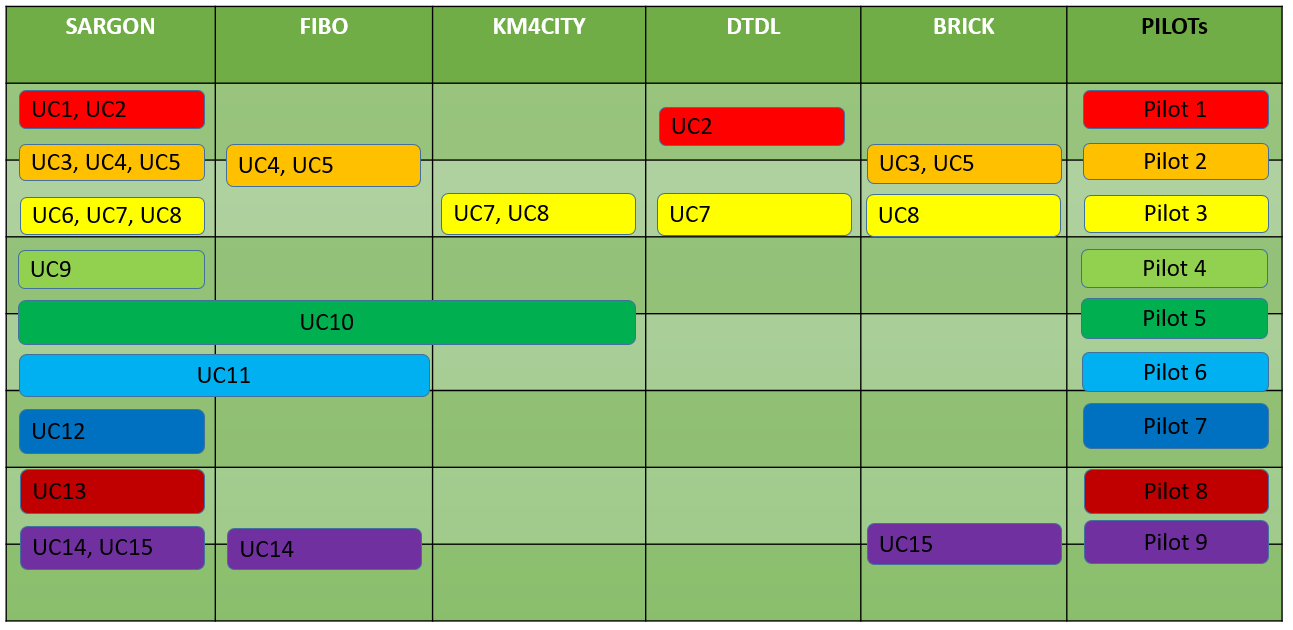 SARGON FIBO KM4CITY DTDL BRICK PILOTs
UC1, UC2 UC2 Pilot 1
UC3, UC4, UC5 UC4, UC5 UC3, UC5 Pilot 2
UC6, UC7, UC8 UC7, UC8 UC7 UC8 Pilot 3
UC9 Pilot 4
UC10 Pilot 5
UC11 Pilot 6
UC12 Pilot 7
UC13 Pilot 8
UC14, UC15 UC14 UC15 Pilot 9